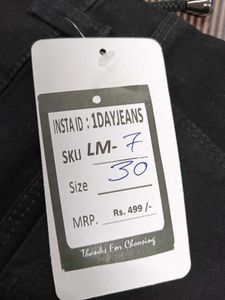 INSTA ID : 1DAYJEANS
SKU LM- 7
Size 30
MRP. Rs. 499 /-
Thanks For Choosing